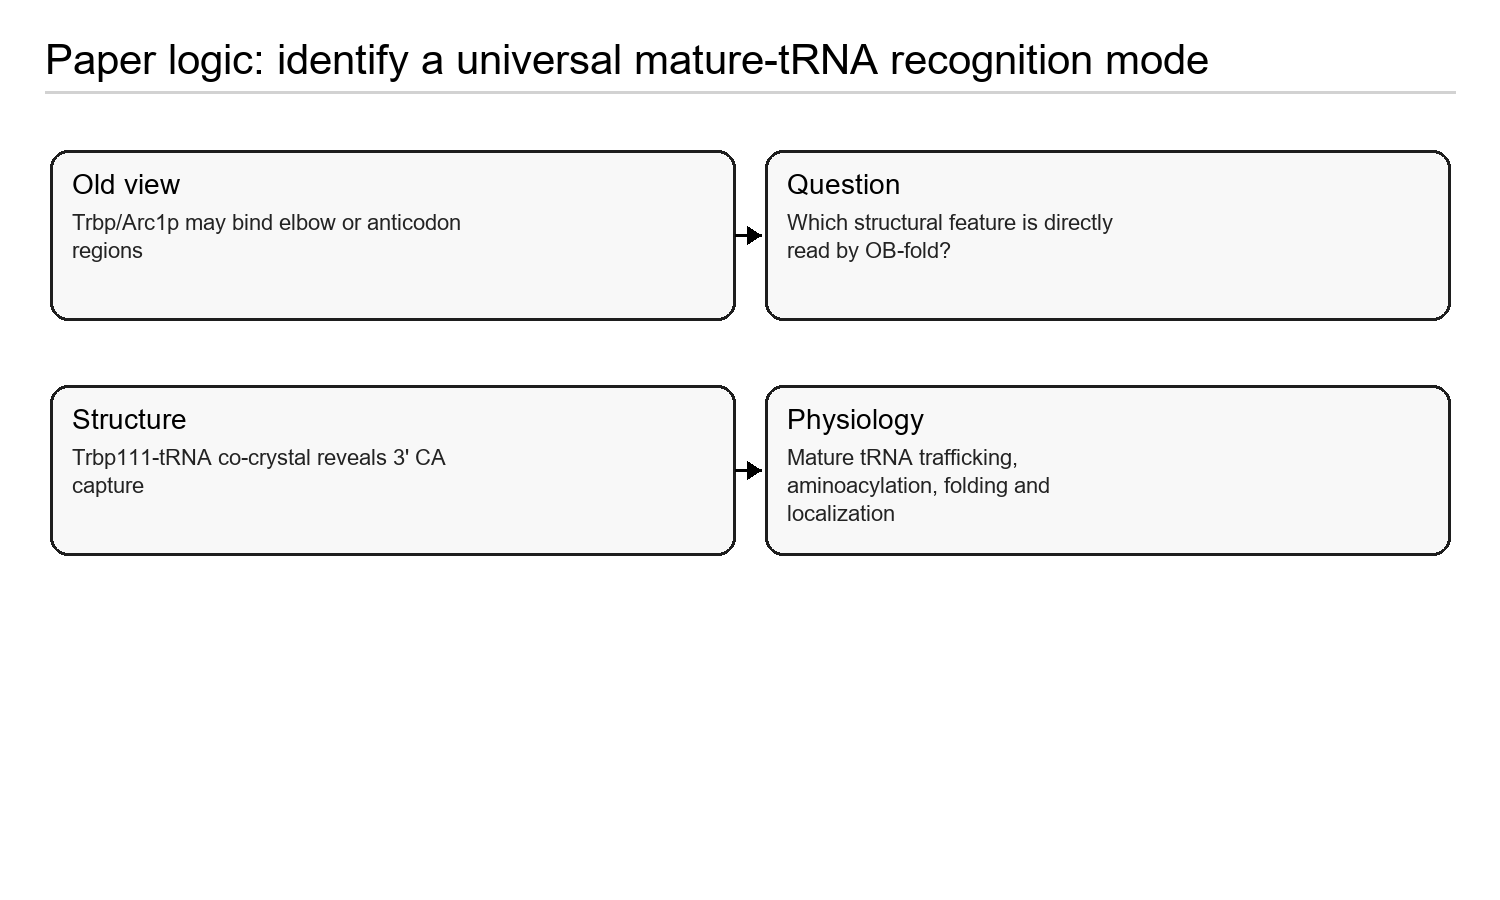 Paper logic: identify a universal mature-tRNA recognition mode
Old view
Trbp/Arc1p may bind elbow or anticodon
regions
Question
Which structural feature is directly
read by OB-fold?
Structure
Trbp111-tRNA co-crystal reveals 3' CA
capture
Physiology
Mature tRNA trafficking,
aminoacylation, folding and
localization